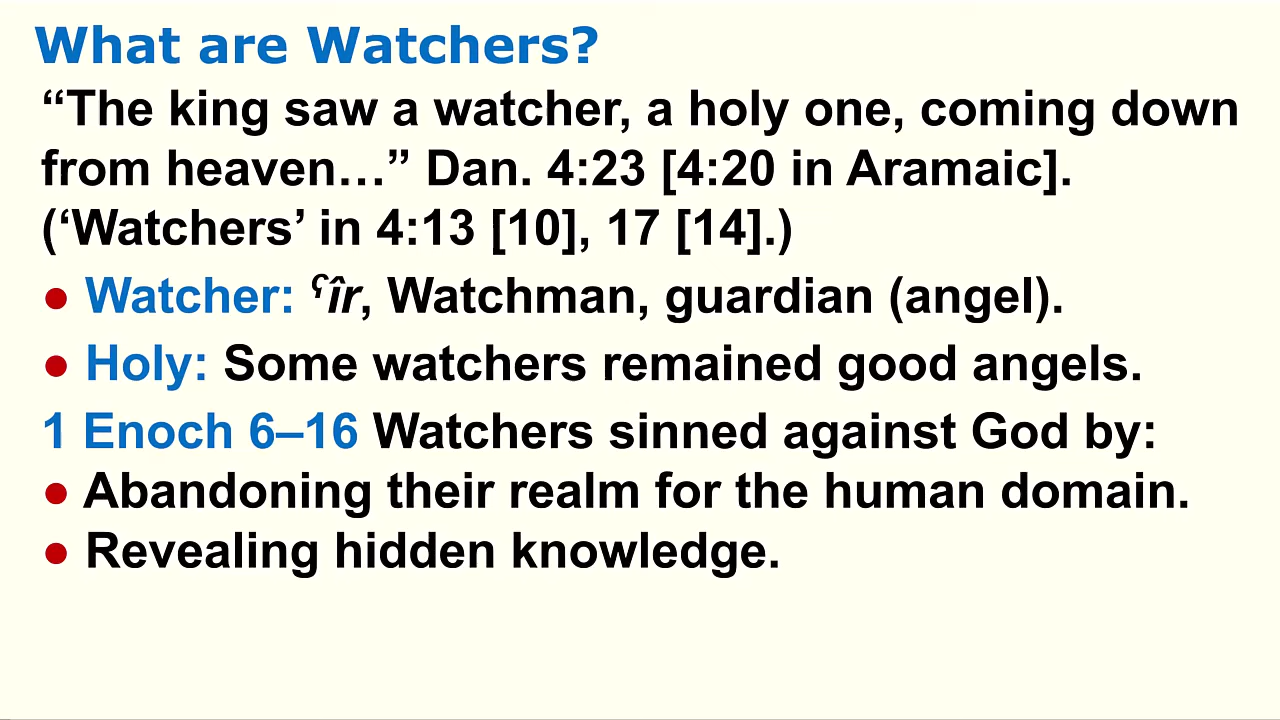 What are Watchers?
“The king saw a watcher, a holy one, coming down
from heaven…” Dan. 4:23 [4:20 in Aramaic].
(‘Watchers’ in 4:13 [10], 17 [14].)
● Watcher: ʿîr, Watchman, guardian (angel).
● Holy: Some watchers remained good angels.
1 Enoch 6–16 Watchers sinned against God by:
● Abandoning their realm for the human domain.
● Revealing hidden knowledge.